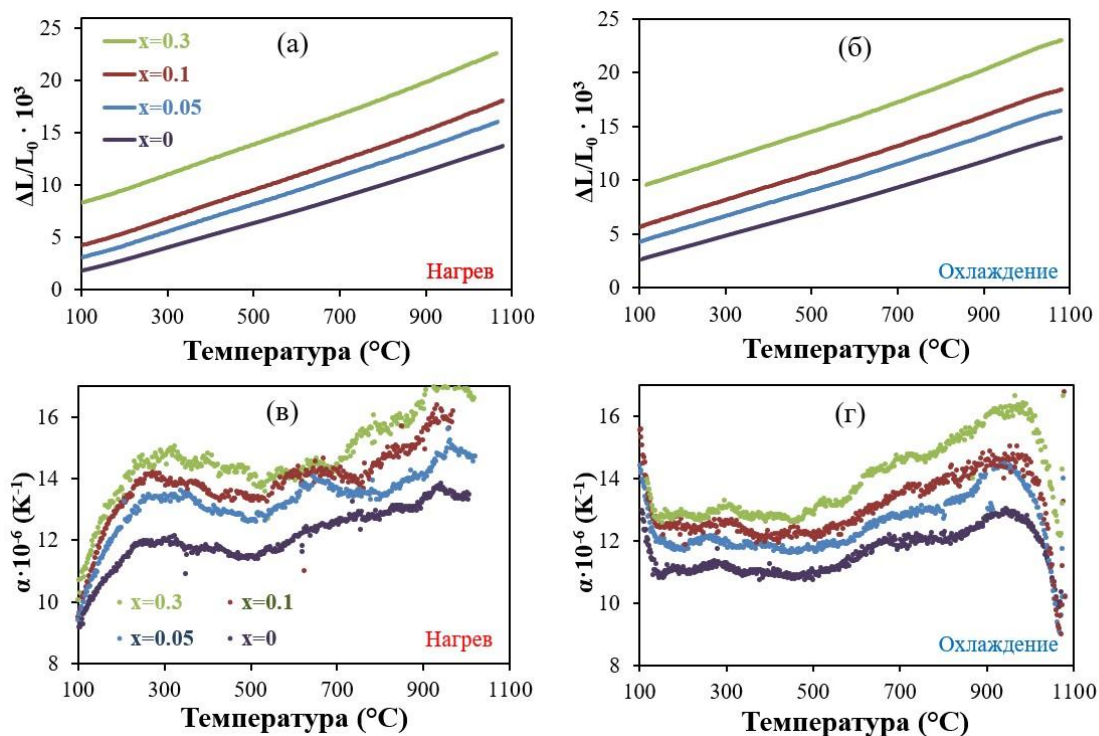 (а)
ΔL/L₀ · 10³
25
20
15
10
5
0
x=0.3
x=0.1
x=0.05
x=0
Нагрев
100 300 500 700 900 1100
Температура (°C)
(б)
ΔL/L₀ · 10³
25
20
15
10
5
0
Охлаждение
100 300 500 700 900 1100
Температура (°C)
(в)
α·10⁻⁶ (K⁻¹)
16
14
12
10
8
x=0.3 x=0.1
x=0.05 x=0
Нагрев
100 300 500 700 900 1100
Температура (°C)
(г)
α·10⁻⁶ (K⁻¹)
16
14
12
10
8
Охлаждение
100 300 500 700 900 1100
Температура (°C)